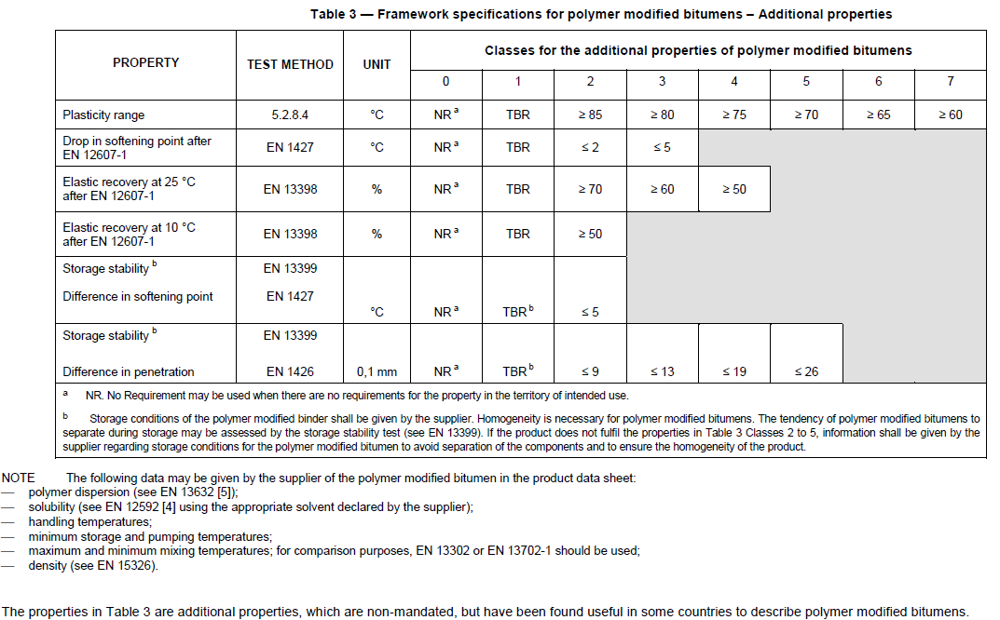 Table 3 — Framework specifications for polymer modified bitumens – Additional properties
PROPERTY TEST METHOD UNIT Classes for the additional properties of polymer modified bitumens
0 1 2 3 4 5 6 7
Plasticity range 5.2.8.4 °C NR a TBR ≥ 85 ≥ 80 ≥ 75 ≥ 70 ≥ 65 ≥ 60
Drop in softening point after
EN 12607-1 EN 1427 °C NR a TBR ≤ 2 ≤ 5
Elastic recovery at 25 °C
after EN 12607-1 EN 13398 % NR a TBR ≥ 70 ≥ 60 ≥ 50
Elastic recovery at 10 °C
after EN 12607-1 EN 13398 % NR a TBR ≥ 50
Storage stability b EN 13399
Difference in softening point EN 1427
°C NR a TBR b ≤ 5
Storage stability b EN 13399
Difference in penetration EN 1426 0,1 mm NR a TBR b ≤ 9 ≤ 13 ≤ 19 ≤ 26
a NR. No Requirement may be used when there are no requirements for the property in the territory of intended use.
b Storage conditions of the polymer modified binder shall be given by the supplier. Homogeneity is necessary for polymer modified bitumens. The tendency of polymer modified bitumens to
separate during storage may be assessed by the storage stability test (see EN 13399). If the product does not fulfil the properties in Table 3 Classes 2 to 5, information shall be given by the
supplier regarding storage conditions for the polymer modified bitumen to avoid separation of the components and to ensure the homogeneity of the product.
NOTE The following data may be given by the supplier of the polymer modified bitumen in the product data sheet:
— polymer dispersion (see EN 13632 [5]);
— solubility (see EN 12592 [4] using the appropriate solvent declared by the supplier);
— handling temperatures;
— minimum storage and pumping temperatures;
— maximum and minimum mixing temperatures; for comparison purposes, EN 13302 or EN 13702-1 should be used;
— density (see EN 15326).
The properties in Table 3 are additional properties, which are non-mandated, but have been found useful in some countries to describe polymer modified bitumens.